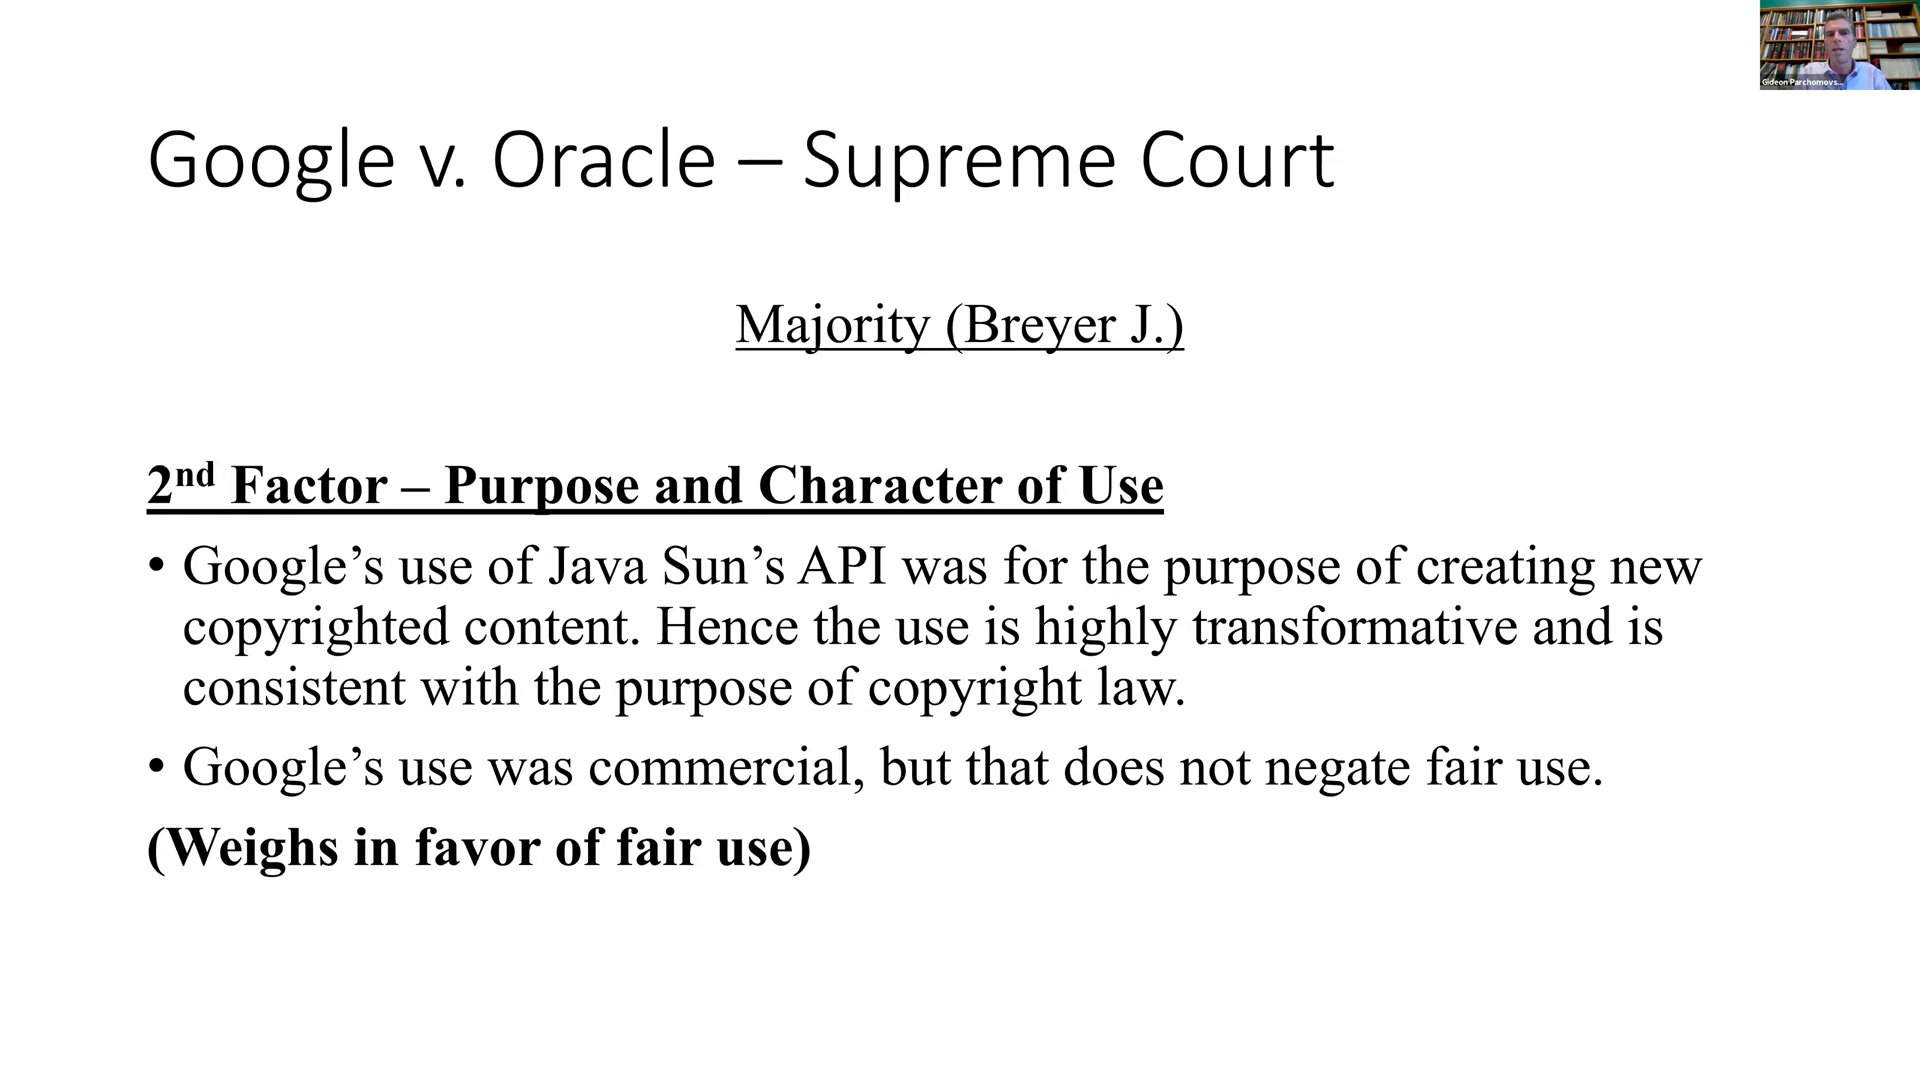 Gideon Parchomovs...
Google v. Oracle – Supreme Court
Majority (Breyer J.)
2nd Factor – Purpose and Character of Use
• Google’s use of Java Sun’s API was for the purpose of creating new
copyrighted content. Hence the use is highly transformative and is
consistent with the purpose of copyright law.
• Google’s use was commercial, but that does not negate fair use.
(Weighs in favor of fair use)